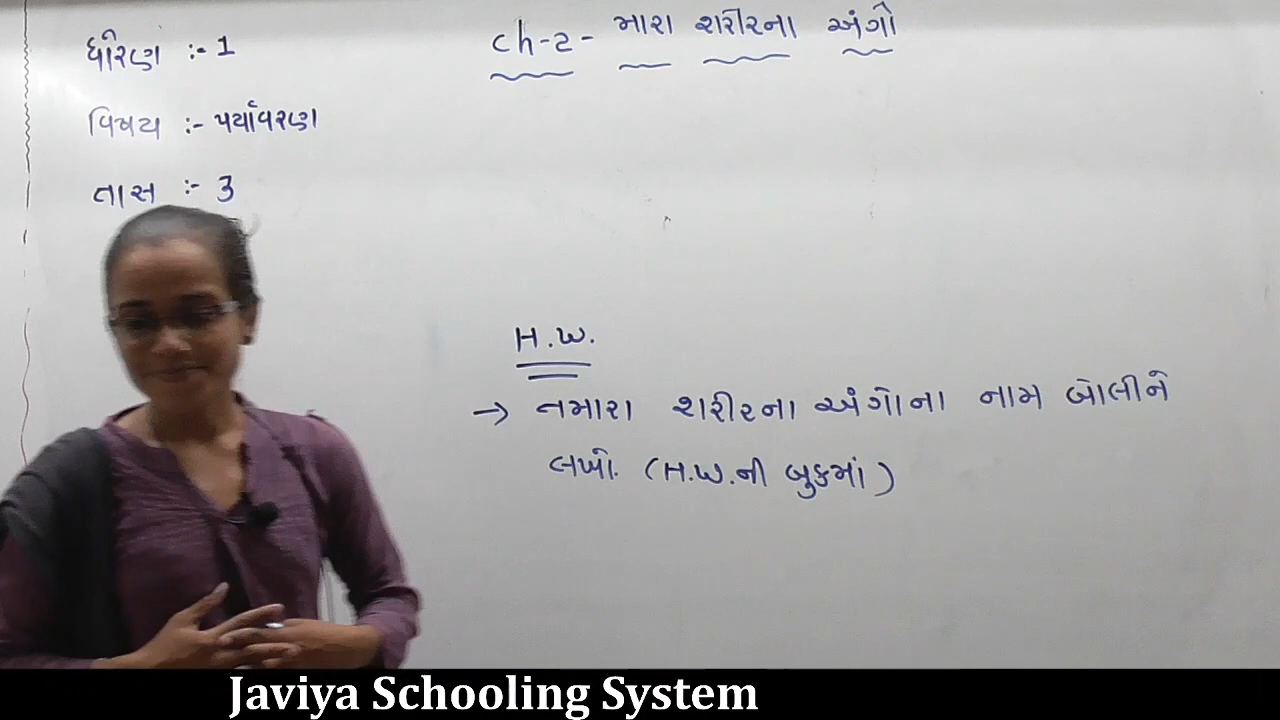 ધોરણ :- 1
વિષય :- પર્યાવરણ
તાસ :- 3
Ch-2- મારા શરીરના અંગો
H.W.
→ તમારા શરીરના અંગોના નામ બોલીને
લખો. (H.W.ની બુકમાં)
Javiya Schooling System